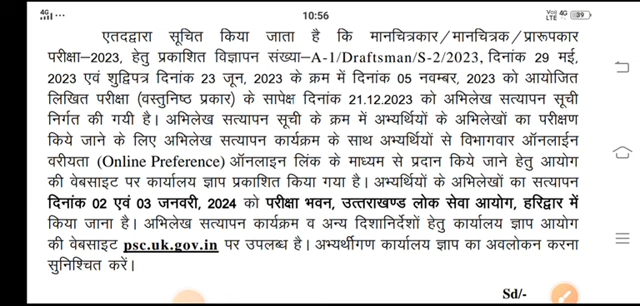 4G
10:56
Vo)) LTE 4G 39
एतदद्वारा सूचित किया जाता है कि मानचित्रकार/मानचित्रक/प्रारूपकार
परीक्षा–2023, हेतु प्रकाशित विज्ञापन संख्या–A-1/Draftsman/S-2/2023, दिनांक 29 मई,
2023 एवं शुद्विपत्र दिनांक 23 जून, 2023 के क्रम में दिनांक 05 नवम्बर, 2023 को आयोजित
लिखित परीक्षा (वस्तुनिष्ठ प्रकार) के सापेक्ष दिनांक 21.12.2023 को अभिलेख सत्यापन सूची
निर्गत की गयी है। अभिलेख सत्यापन सूची के क्रम में अभ्यर्थियों के अभिलेखों का परीक्षण
किये जाने के लिए अभिलेख सत्यापन कार्यक्रम के साथ अभ्यर्थियों से विभागवार ऑनलाईन
वरीयता (Online Preference) ऑनलाइन लिंक के माध्यम से प्रदान किये जाने हेतु आयोग
की वेबसाइट पर कार्यालय ज्ञाप प्रकाशित किया गया है। अभ्यर्थियों के अभिलेखों का सत्यापन
दिनांक 02 एवं 03 जनवरी, 2024 को परीक्षा भवन, उत्तराखण्ड लोक सेवा आयोग, हरिद्वार में
किया जाना है। अभिलेख सत्यापन कार्यक्रम व अन्य दिशानिर्देशों हेतु कार्यालय ज्ञाप आयोग
की वेबसाइट psc.uk.gov.in पर उपलब्ध है। अभ्यर्थीगण कार्यालय ज्ञाप का अवलोकन करना
सुनिश्चित करें।
Sd/-